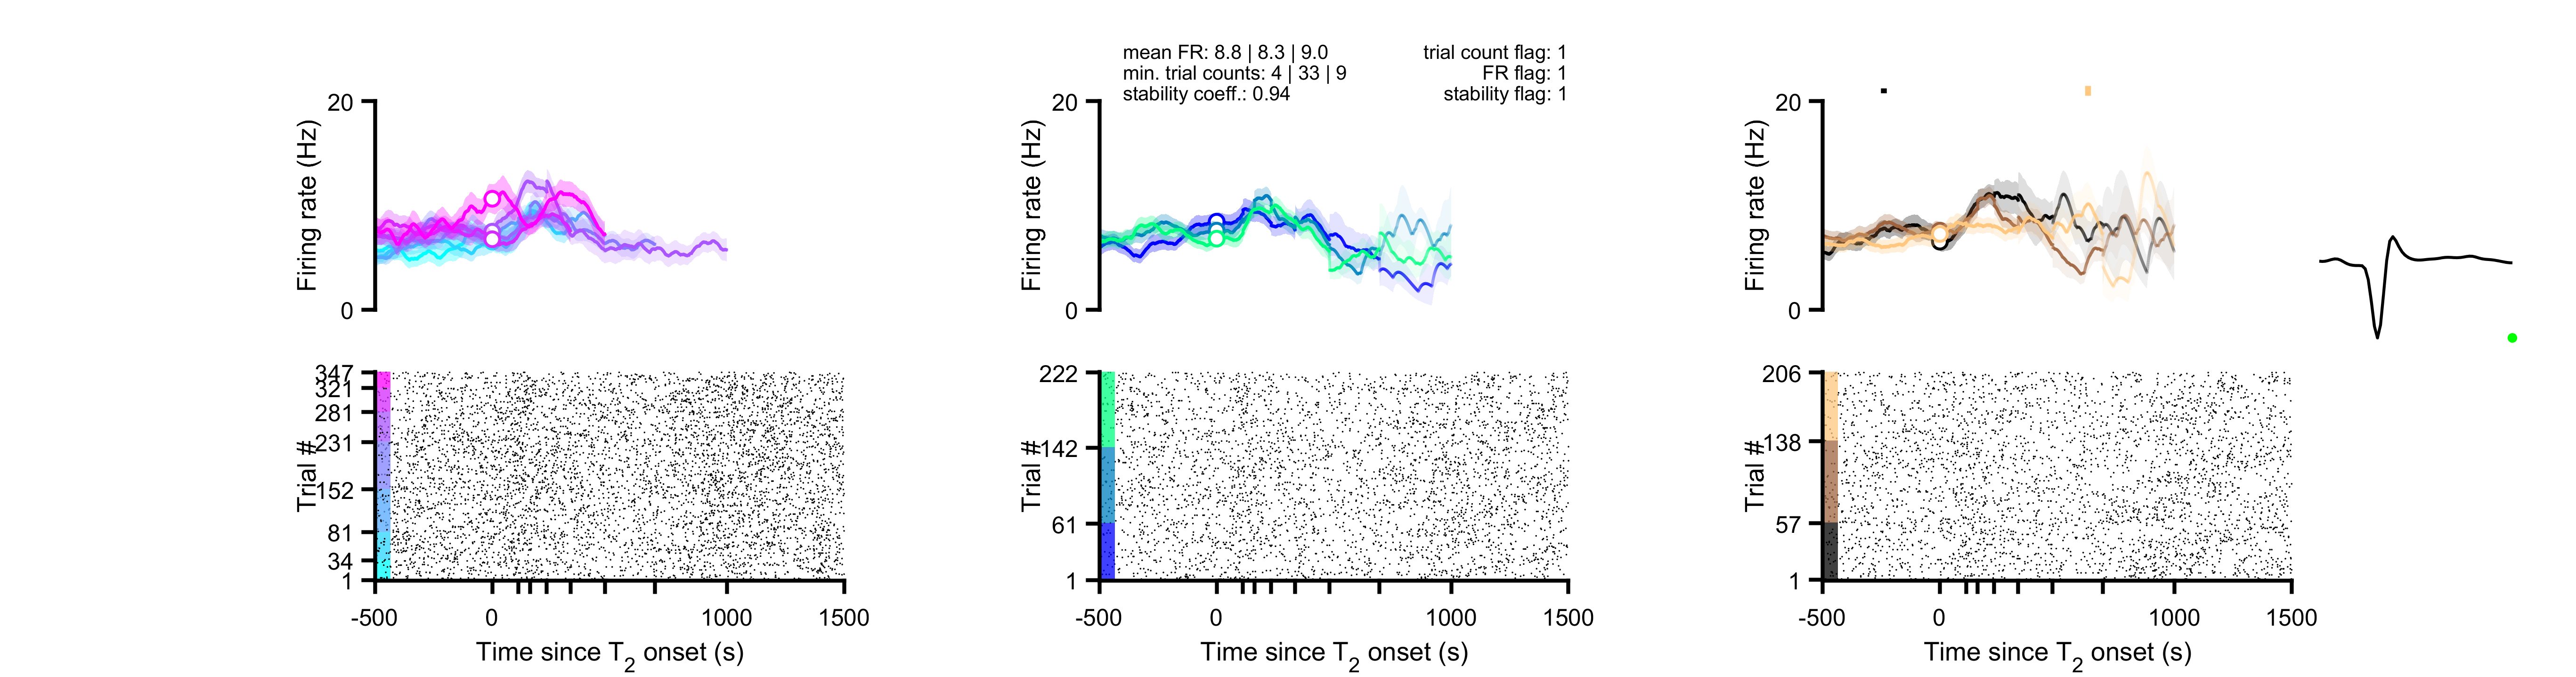 mean FR: 8.8 | 8.3 | 9.0
min. trial counts: 4 | 33 | 9
stability coeff.: 0.94
trial count flag: 1
FR flag: 1
stability flag: 1
20
Firing rate (Hz)
0
347
321
281
231
152
81
34
1
Trial #
-500
0
1000
1500
Time since T2 onset (s)
20
Firing rate (Hz)
0
222
142
61
1
Trial #
-500
0
1000
1500
Time since T2 onset (s)
20
Firing rate (Hz)
0
206
138
57
1
Trial #
-500
0
1000
1500
Time since T2 onset (s)